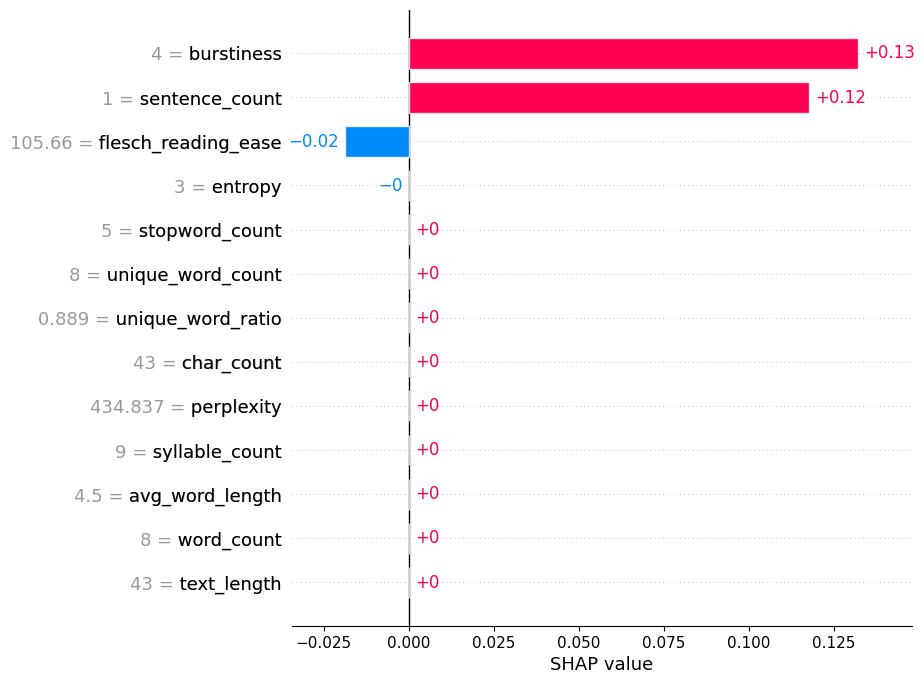 4 = burstiness +0.13
1 = sentence_count +0.12
105.66 = flesch_reading_ease −0.02
3 = entropy −0
5 = stopword_count +0
8 = unique_word_count +0
0.889 = unique_word_ratio +0
43 = char_count +0
434.837 = perplexity +0
9 = syllable_count +0
4.5 = avg_word_length +0
8 = word_count +0
43 = text_length +0
−0.025 0.000 0.025 0.050 0.075 0.100 0.125
SHAP value